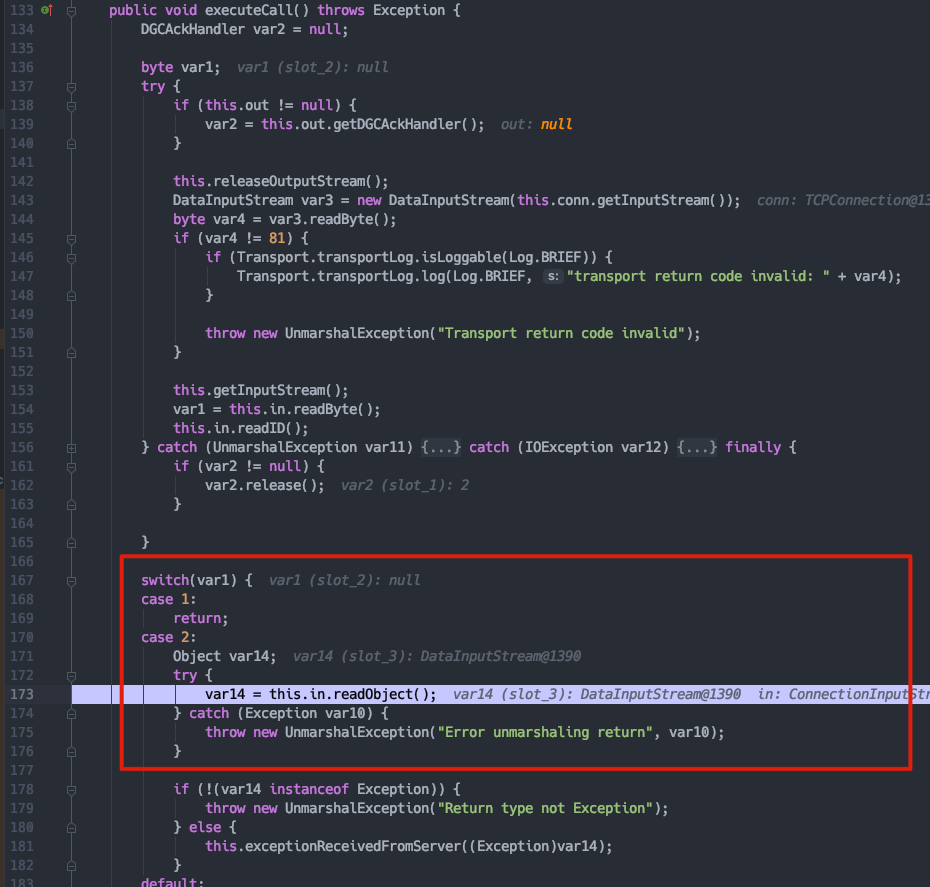 133 public void executeCall() throws Exception {
134 DGCAckHandler var2 = null;
135
136 byte var1; var1 (slot_2): null
137 try {
138 if (this.out != null) {
139 var2 = this.out.getDGCAckHandler(); out: null
140 }
141
142 this.releaseOutputStream();
143 DataInputStream var3 = new DataInputStream(this.conn.getInputStream()); conn: TCPConnection@13
144 byte var4 = var3.readByte();
145 if (var4 != 81) {
146 if (Transport.transportLog.isLoggable(Log.BRIEF)) {
147 Transport.transportLog.log(Log.BRIEF, s: "transport return code invalid: " + var4);
148 }
149
150 throw new UnmarshalException("Transport return code invalid");
151 }
152
153 this.getInputStream();
154 var1 = this.in.readByte();
155 this.in.readID();
156 } catch (UnmarshalException var11) {...} catch (IOException var12) {...} finally {
161 if (var2 != null) {
162 var2.release(); var2 (slot_1): 2
163 }
164
165 }
166
167 switch(var1) { var1 (slot_2): null
168 case 1:
169 return;
170 case 2:
171 Object var14; var14 (slot_3): DataInputStream@1390
172 try {
173 var14 = this.in.readObject(); var14 (slot_3): DataInputStream@1390 in: ConnectionInputStr
174 } catch (Exception var10) {
175 throw new UnmarshalException("Error unmarshaling return", var10);
176 }
177
178 if (!(var14 instanceof Exception)) {
179 throw new UnmarshalException("Return type not Exception");
180 } else {
181 this.exceptionReceivedFromServer((Exception)var14);
182 }
183 default: